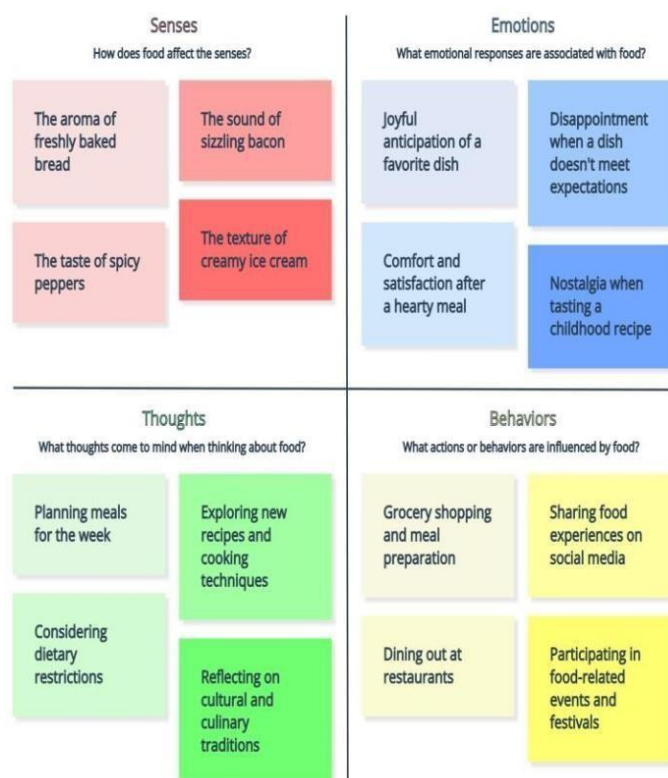 Senses
How does food affect the senses?
The aroma of
freshly baked
bread
The sound of
sizzling bacon
The taste of spicy
peppers
The texture of
creamy ice cream
Emotions
What emotional responses are associated with food?
Joyful
anticipation of a
favorite dish
Disappointment
when a dish
doesn't meet
expectations
Comfort and
satisfaction after
a hearty meal
Nostalgia when
tasting a
childhood recipe
Thoughts
What thoughts come to mind when thinking about food?
Planning meals
for the week
Exploring new
recipes and
cooking
techniques
Considering
dietary
restrictions
Reflecting on
cultural and
culinary
traditions
Behaviors
What actions or behaviors are influenced by food?
Grocery shopping
and meal
preparation
Sharing food
experiences on
social media
Dining out at
restaurants
Participating in
food-related
events and
festivals